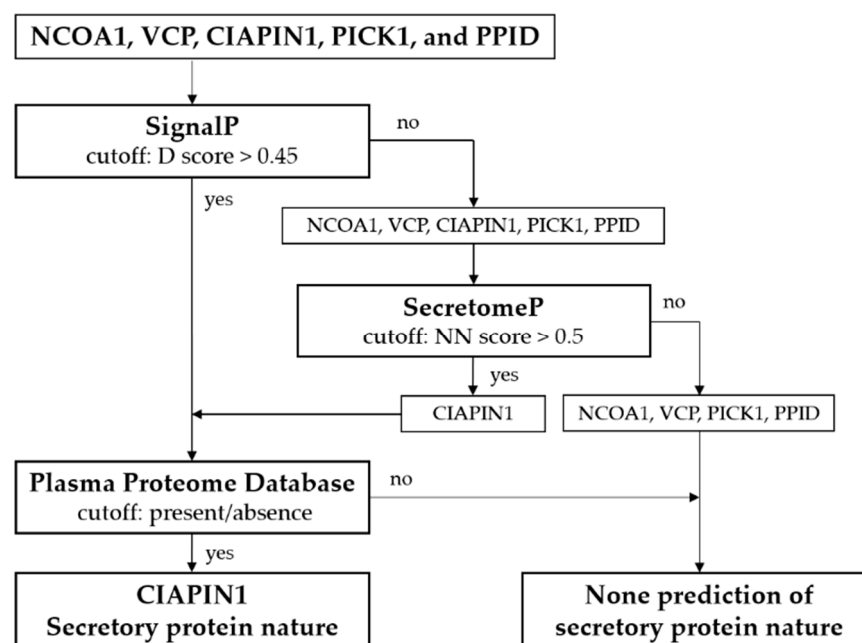 NCOA1, VCP, CIAPIN1, PICK1, and PPID
SignalP
cutoff: D score > 0.45
no
yes
NCOA1, VCP, CIAPIN1, PICK1, PPID
SecretomeP
cutoff: NN score > 0.5
no
yes
CIAPIN1
NCOA1, VCP, PICK1, PPID
Plasma Proteome Database
cutoff: present/absence
no
yes
CIAPIN1
Secretory protein nature
None prediction of
secretory protein nature